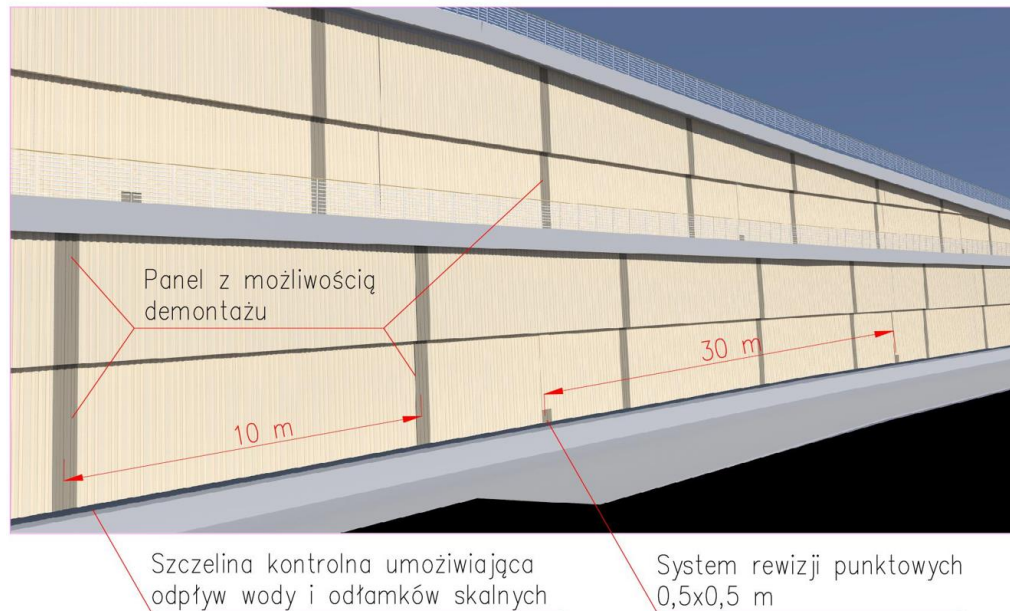 Panel z możliwością
demontażu
30 m
10 m
Szczelina kontrolna umożiwiająca
odpływ wody i odłamków skalnych
System rewizji punktowych
0,5x0,5 m